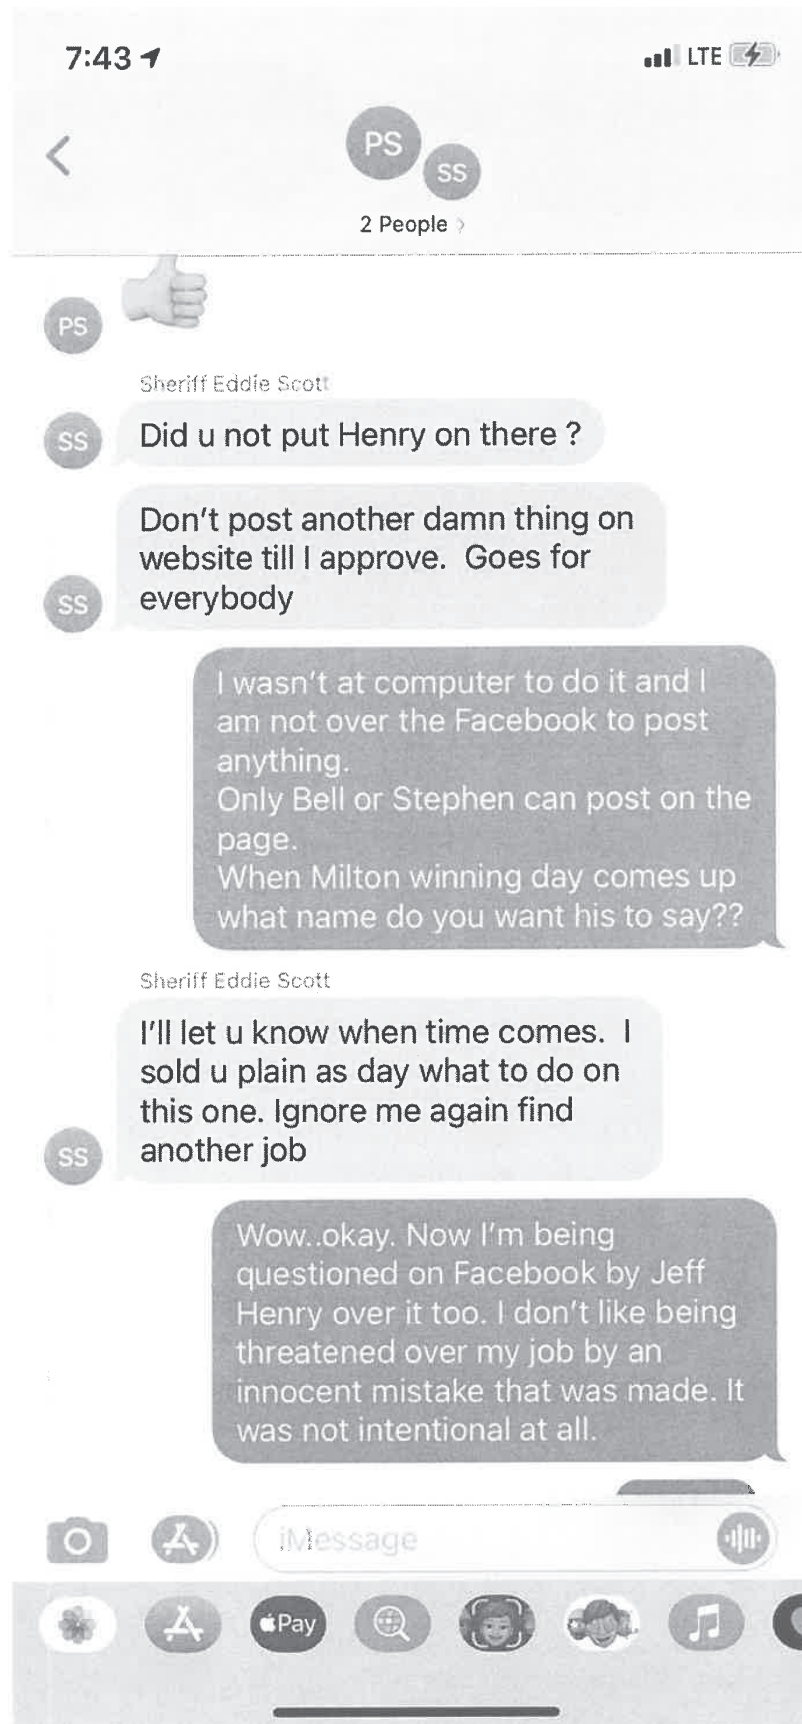 7:43
LTE
PS
SS
2 People
PS
Sheriff Eddie Scott
SS
Did u not put Henry on there ?
Don't post another damn thing on
website till I approve.  Goes for
everybody
SS
I wasn't at computer to do it and I
am not over the Facebook to post
anything.
Only Bell or Stephen can post on the
page.
When Milton winning day comes up
what name do you want his to say??
Sheriff Eddie Scott
I'll let u know when time comes.  I
sold u plain as day what to do on
this one. Ignore me again find
another job
SS
Wow..okay. Now I'm being
questioned on Facebook by Jeff
Henry over it too. I don't like being
threatened over my job by an
innocent mistake that was made. It
was not intentional at all.
iMessage
Pay